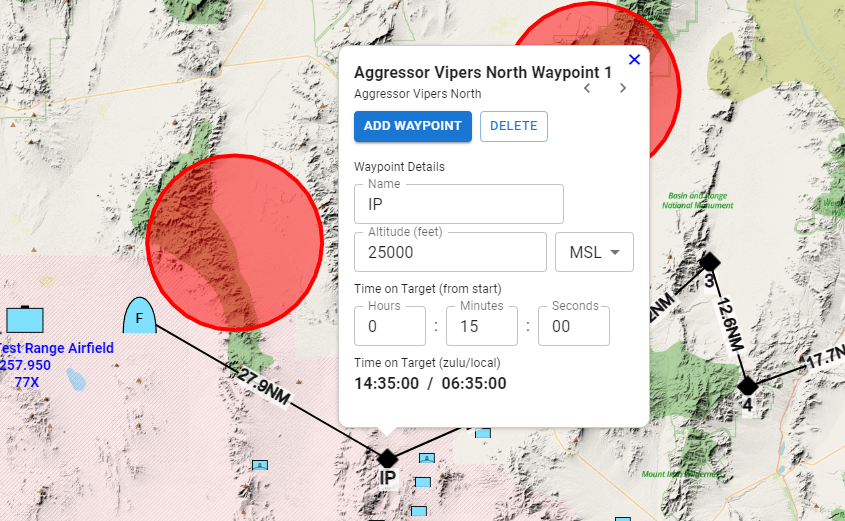 Aggressor Vipers North Waypoint 1
Aggressor Vipers North
ADD WAYPOINT
DELETE
Waypoint Details
Name
IP
Altitude (feet)
25000
MSL
Time on Target (from start)
Hours
Minutes
Seconds
0 : 15 : 00
Time on Target (zulu/local)
14:35:00 / 06:35:00
Basin and Range
National Monument
F
est Range Airfield
257.950
77X
27.9NM
IP
3
2NM
12.6NM
17.7N
4